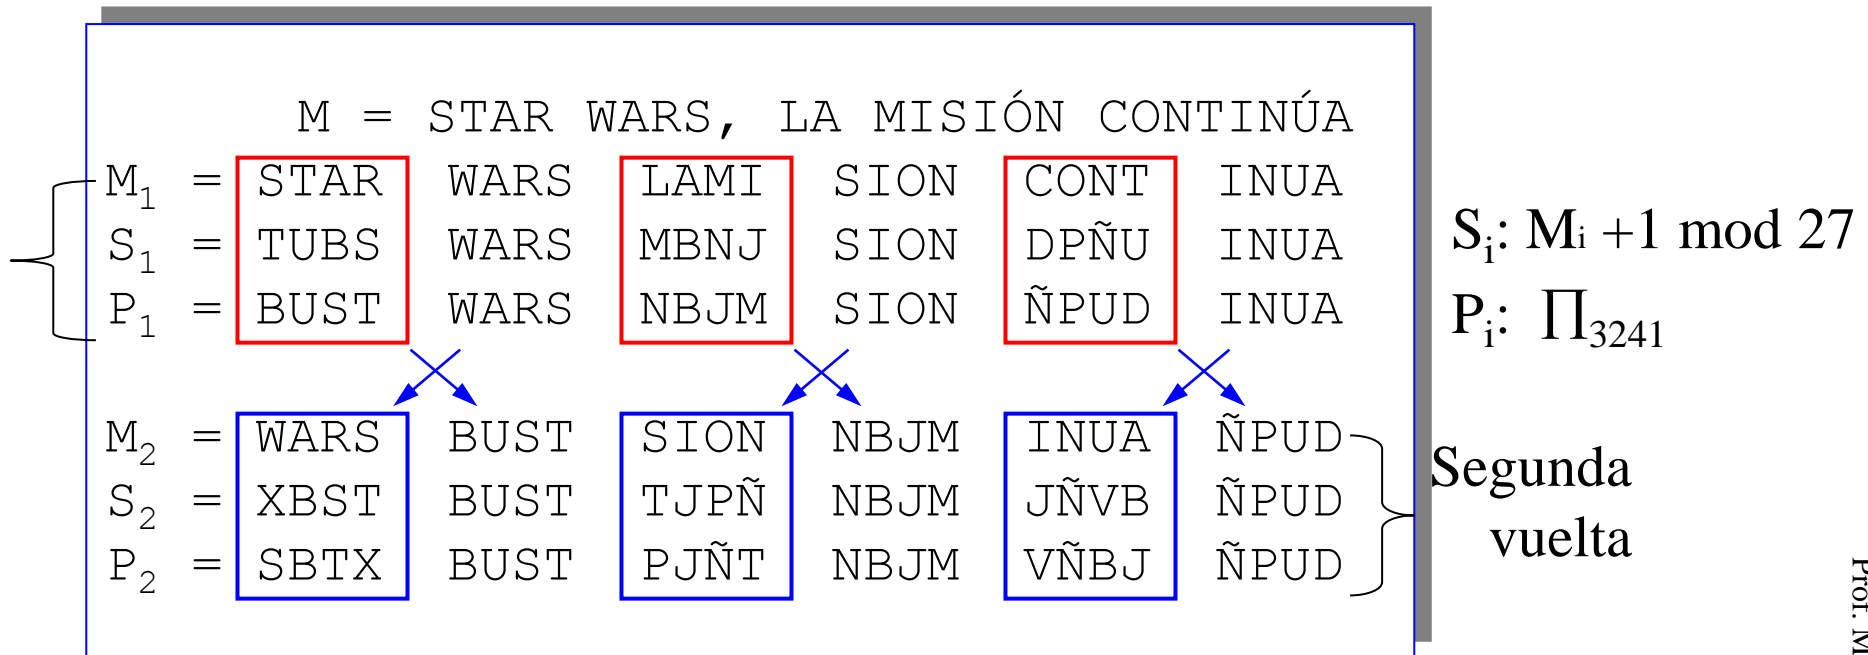 M = STAR WARS, LA MISIÓN CONTINÚA
M1 = STAR WARS LAMI SION CONT INUA
S1 = TUBS WARS MBNJ SION DPÑU INUA
P1 = BUST WARS NBJM SION ÑPUD INUA
Si: Mi +1 mod 27
Pi: ∏3241
M2 = WARS BUST SION NBJM INUA ÑPUD
S2 = XBST BUST TJPÑ NBJM JÑVB ÑPUD
P2 = SBTX BUST PJÑT NBJM VÑBJ ÑPUD
Segunda
vuelta
Prof. M